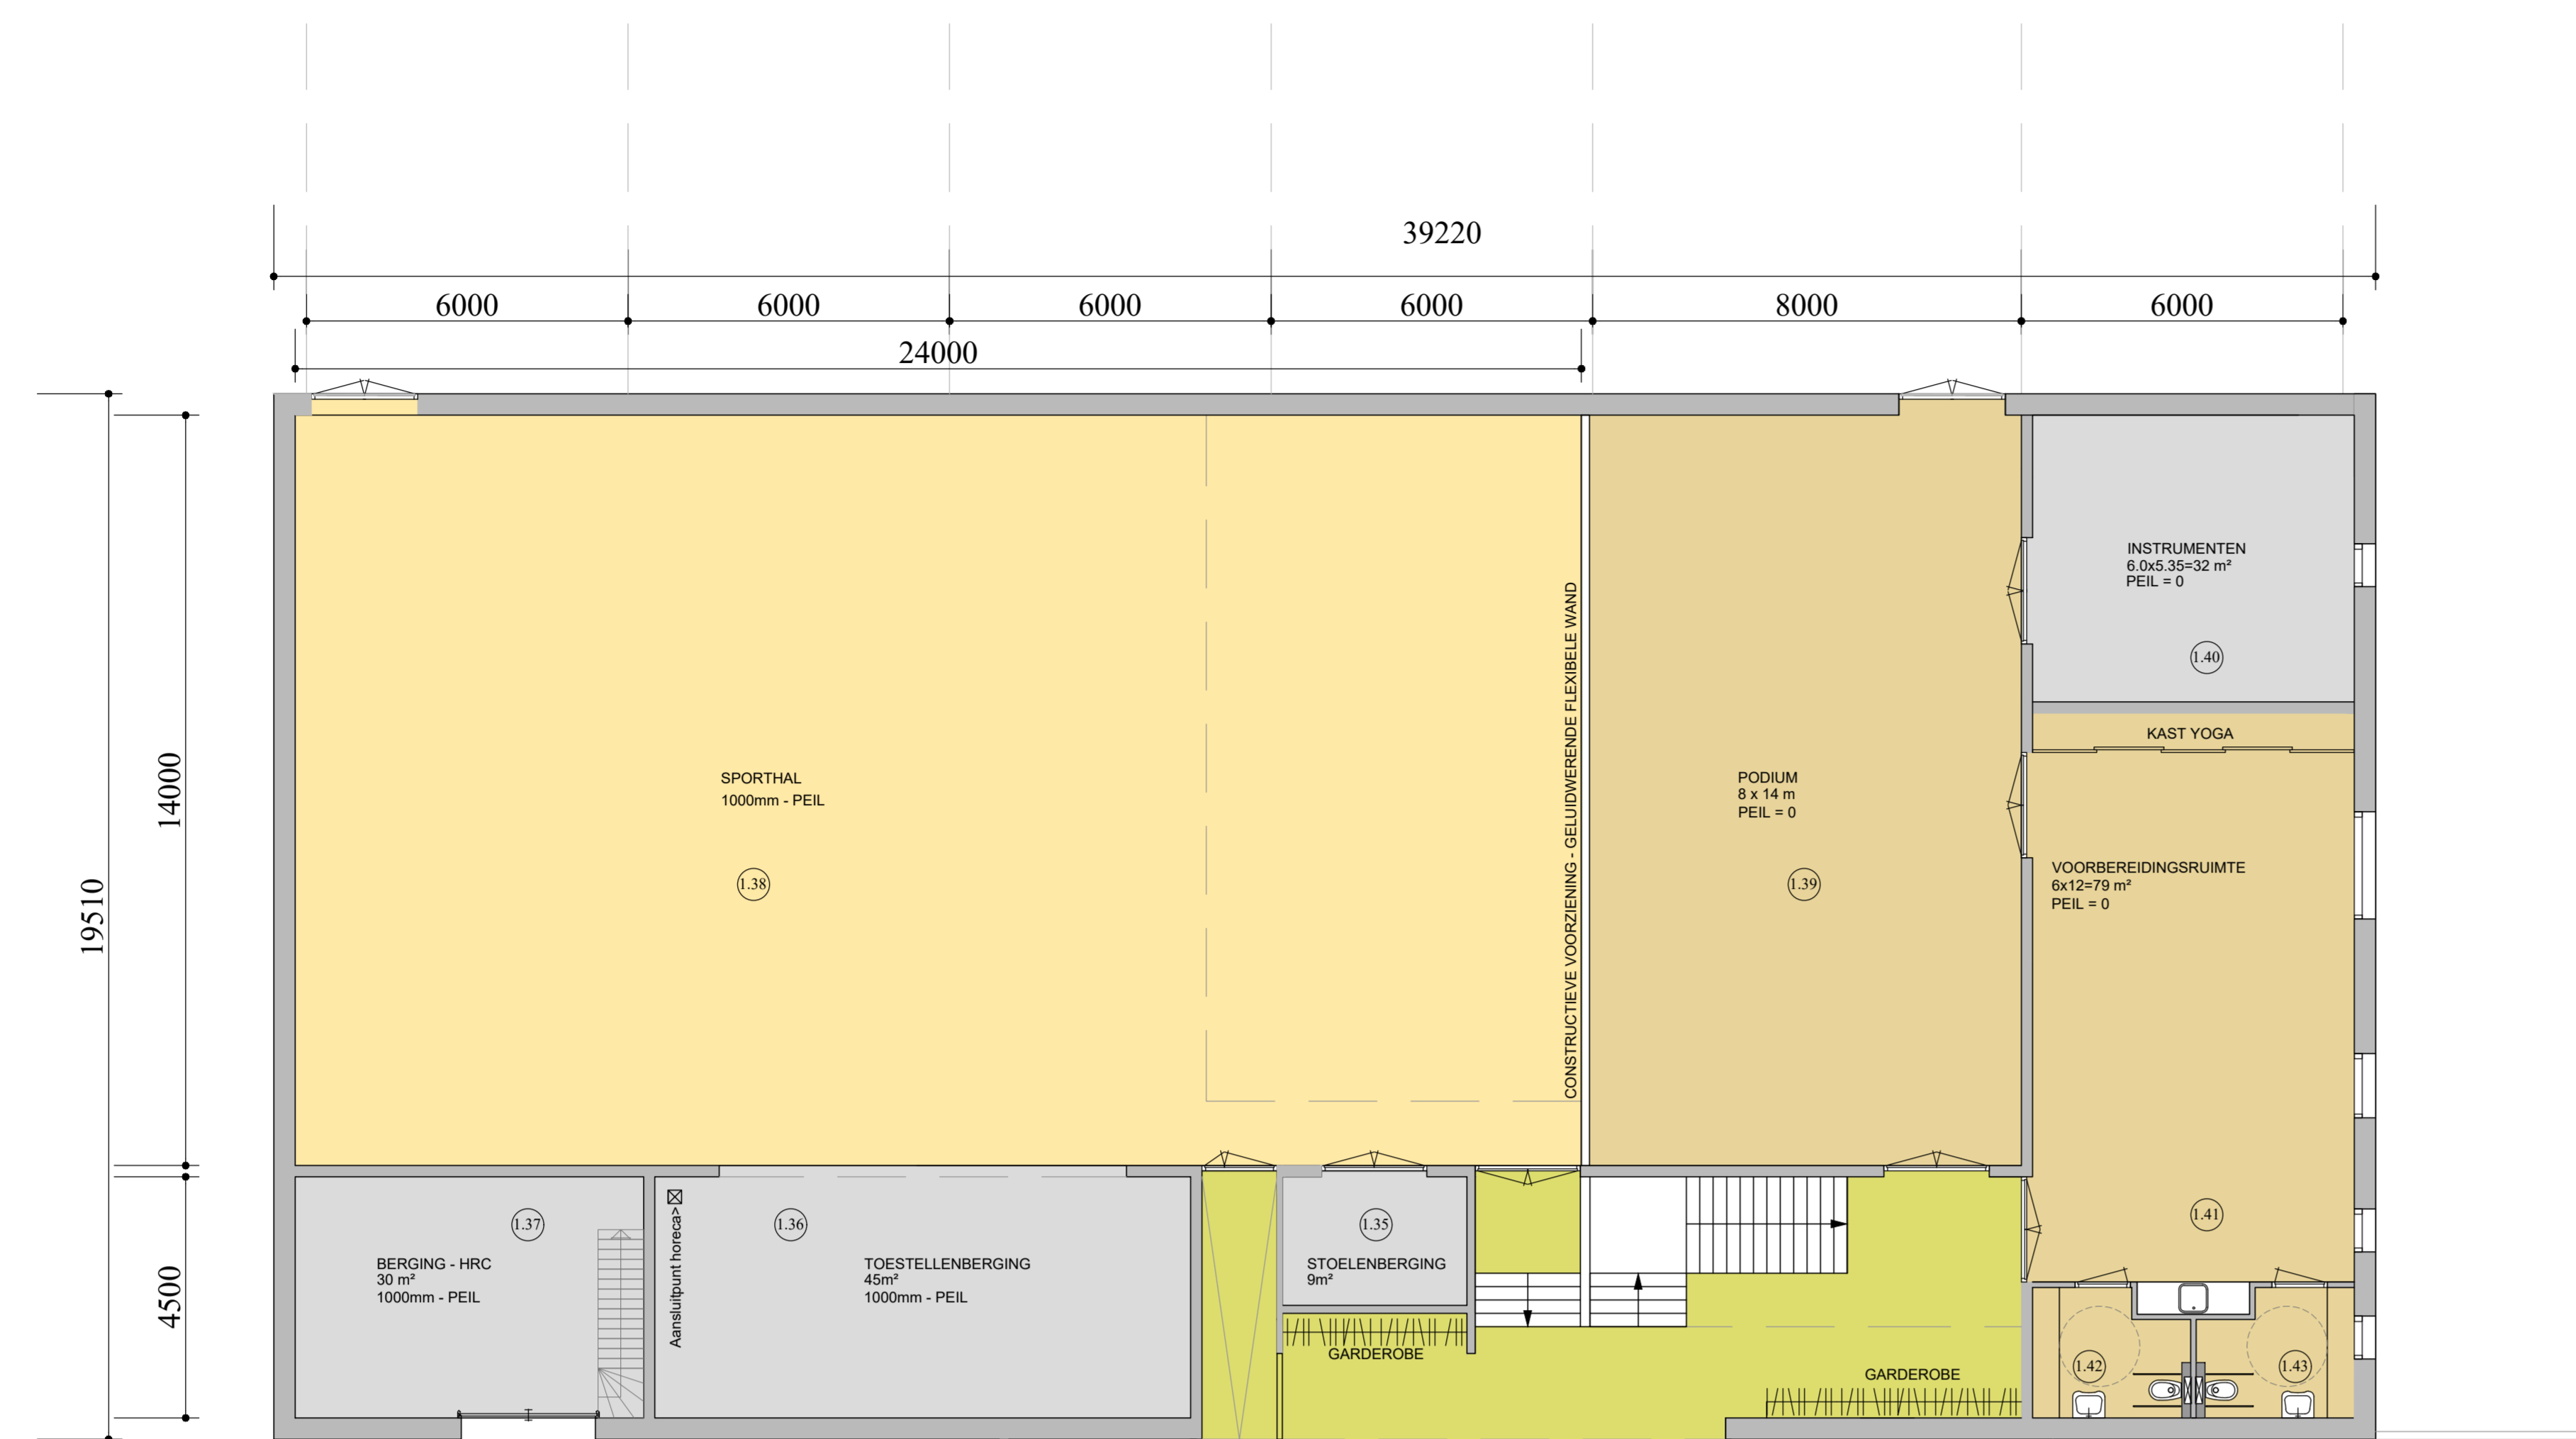 39220
6000
6000
6000
6000
8000
6000
24000
14000
19510
4500
INSTRUMENTEN
6.0x5.35=32 m²
PEIL = 0
1.40
KAST YOGA
CONSTRUCTIEVE VOORZIENING - GELUIDWERENDE FLEXIBELE WAND
SPORTHAL
1000mm - PEIL
1.38
PODIUM
8 x 14 m
PEIL = 0
1.39
VOORBEREIDINGSRUIMTE
6x12=79 m²
PEIL = 0
1.41
1.37
BERGING - HRC
30 m²
1000mm - PEIL
Aansluitpunt horeca>
1.36
TOESTELLENBERGING
45m²
1000mm - PEIL
1.35
STOELENBERGING
9m²
GARDEROBE
GARDEROBE
1.42
1.43